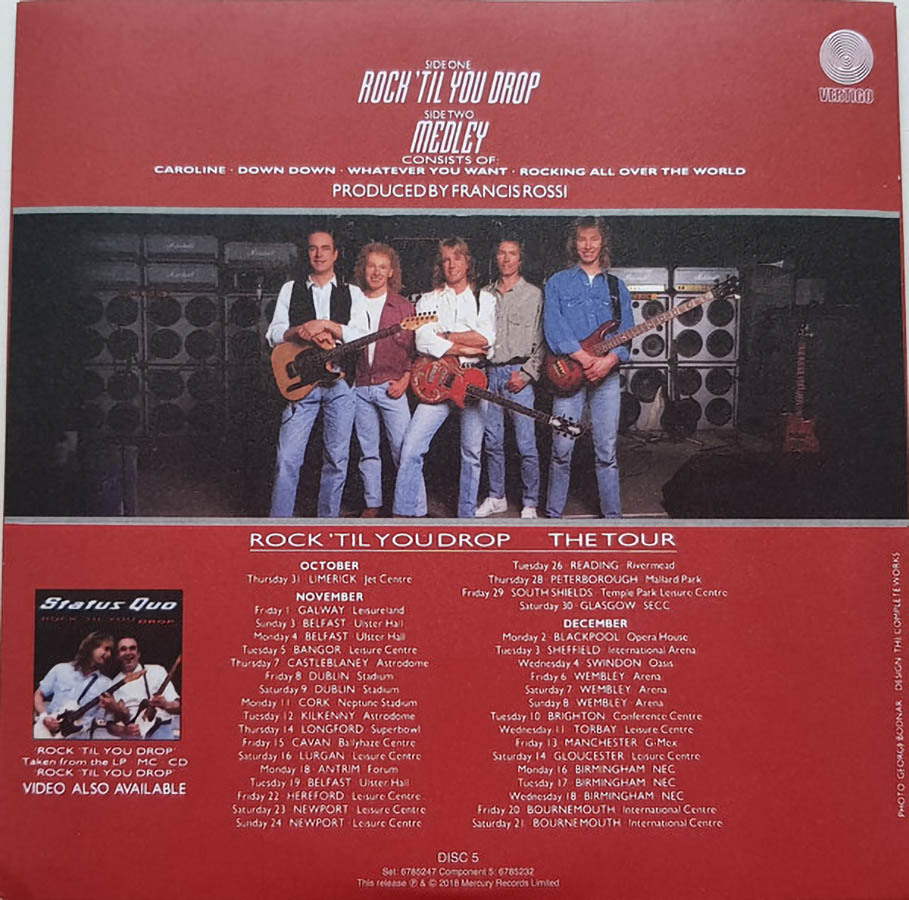 SIDE ONE
ROCK 'TIL YOU DROP
SIDE TWO
MEDLEY
CONSISTS OF:
CAROLINE · DOWN DOWN · WHATEVER YOU WANT · ROCKING ALL OVER THE WORLD
PRODUCED BY FRANCIS ROSSI
VERTIGO
ROCK 'TIL YOU DROP THE TOUR
OCTOBER
Thursday 31 · LIMERICK · Jet Centre
NOVEMBER
Friday 1 · GALWAY · Leisureland
Sunday 3 · BELFAST · Ulster Hall
Monday 4 · BELFAST · Ulster Hall
Tuesday 5 · BANGOR · Leisure Centre
Thursday 7 · CASTLEBLANEY · Astrodome
Friday 8 · DUBLIN · Stadium
Saturday 9 · DUBLIN · Stadium
Monday 11 · CORK · Neptune Stadium
Tuesday 12 · KILKENNY · Astrodome
Thursday 14 · LONGFORD · Superbowl
Friday 15 · CAVAN · Ballyhaze Centre
Saturday 16 · LURGAN · Leisure Centre
Monday 18 · ANTRIM · Forum
Tuesday 19 · BELFAST · Ulster Hall
Friday 22 · HEREFORD · Leisure Centre
Saturday 23 · NEWPORT · Leisure Centre
Sunday 24 · NEWPORT · Leisure Centre
Tuesday 26 · READING · Rivermead
Thursday 28 · PETERBOROUGH · Mallard Park
Friday 29 · SOUTH SHIELDS · Temple Park Leisure Centre
Saturday 30 · GLASGOW · SECC
DECEMBER
Monday 2 · BLACKPOOL · Opera House
Tuesday 3 · SHEFFIELD · International Arena
Wednesday 4 · SWINDON · Oasis
Friday 6 · WEMBLEY · Arena
Saturday 7 · WEMBLEY · Arena
Sunday 8 · WEMBLEY · Arena
Tuesday 10 · BRIGHTON · Conference Centre
Wednesday 11 · TORBAY · Leisure Centre
Friday 13 · MANCHESTER · G-Mex
Saturday 14 · GLOUCESTER · Leisure Centre
Monday 16 · BIRMINGHAM · NEC
Tuesday 17 · BIRMINGHAM · NEC
Wednesday 18 · BIRMINGHAM · NEC
Friday 20 · BOURNEMOUTH · International Centre
Saturday 21 · BOURNEMOUTH · International Centre
Status Quo
ROCK 'TIL YOU DROP
'ROCK 'TIL YOU DROP'
Taken from the LP · MC · CD
'ROCK 'TIL YOU DROP'
VIDEO ALSO AVAILABLE
PHOTO: GEORGE BODNAR DESIGN: THE COMPLETE WORKS
DISC 5
Set: 6785247 Component 5: 6785232
This release ℗ & © 2018 Mercury Records Limited